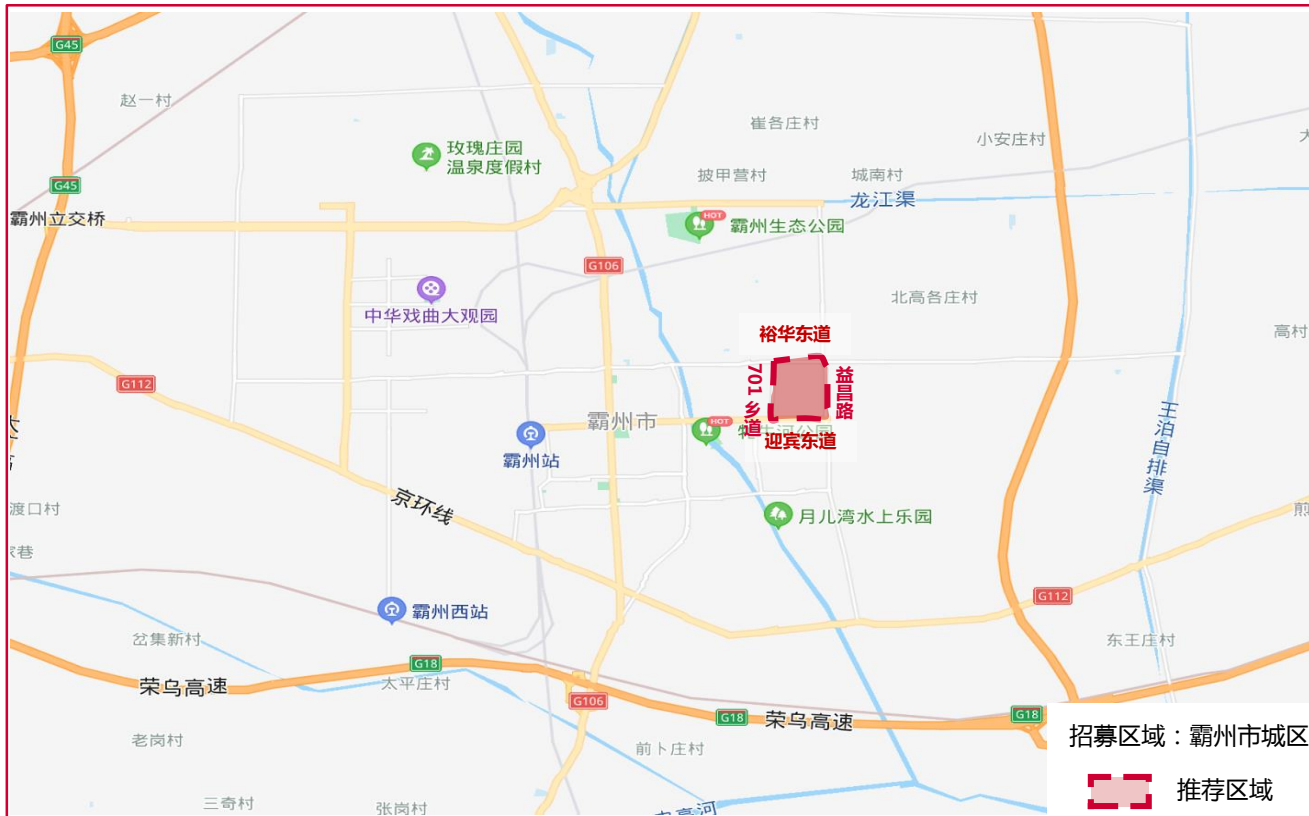 G45
赵一村
崔各庄村
小安庄村
玫瑰庄园
温泉度假村
披甲营村
城南村
G45
龙江渠
霸州立交桥
HOT
霸州生态公园
G106
北高各庄村
中华戏曲大观园
裕华东道
高村
G112
701乡道
益昌路
王泊自排渠
霸州市
HOT
迎宾东道
霸州站
京环线
月儿湾水上乐园
渡口村
G112
霸州西站
岔集新村
东王庄村
G18
荣乌高速
太平庄村
G106
G18
荣乌高速
G18
老岗村
前卜庄村
招募区域：霸州市城区
推荐区域
三奇村
张岗村